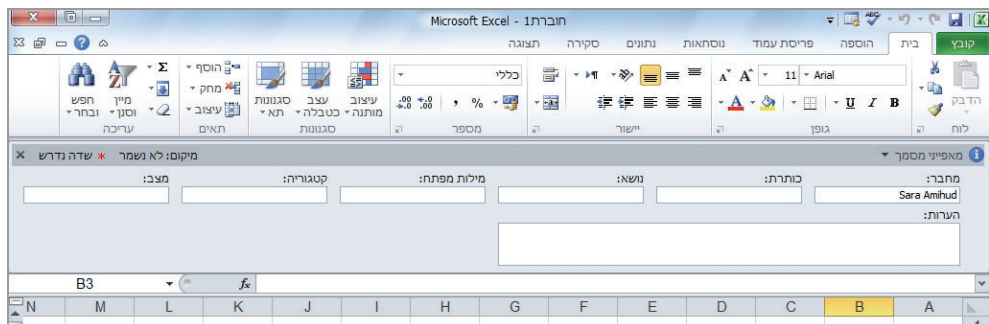 חוברת1 - Microsoft Excel
קובץ בית הוספה פריסת עמוד נוסחאות נתונים סקירה תצוגה
הדבק
לוח
Arial 11
B I U
גופן
יישור
כללי
% ,
מספר
עיצוב מותנה
עצב כטבלה
סגנונות תא
סגנונות
הוסף
מחק
עיצוב
תאים
Σ
מיין וסנן
חפש ובחר
עריכה
מאפייני מסמך מיקום: לא נשמר * שדה נדרש
מחבר: כותרת: נושא: מילות מפתח: קטגוריה: מצב:
Sara Amihud
הערות:
B3 fx
N M L K J I H G F E D C B A